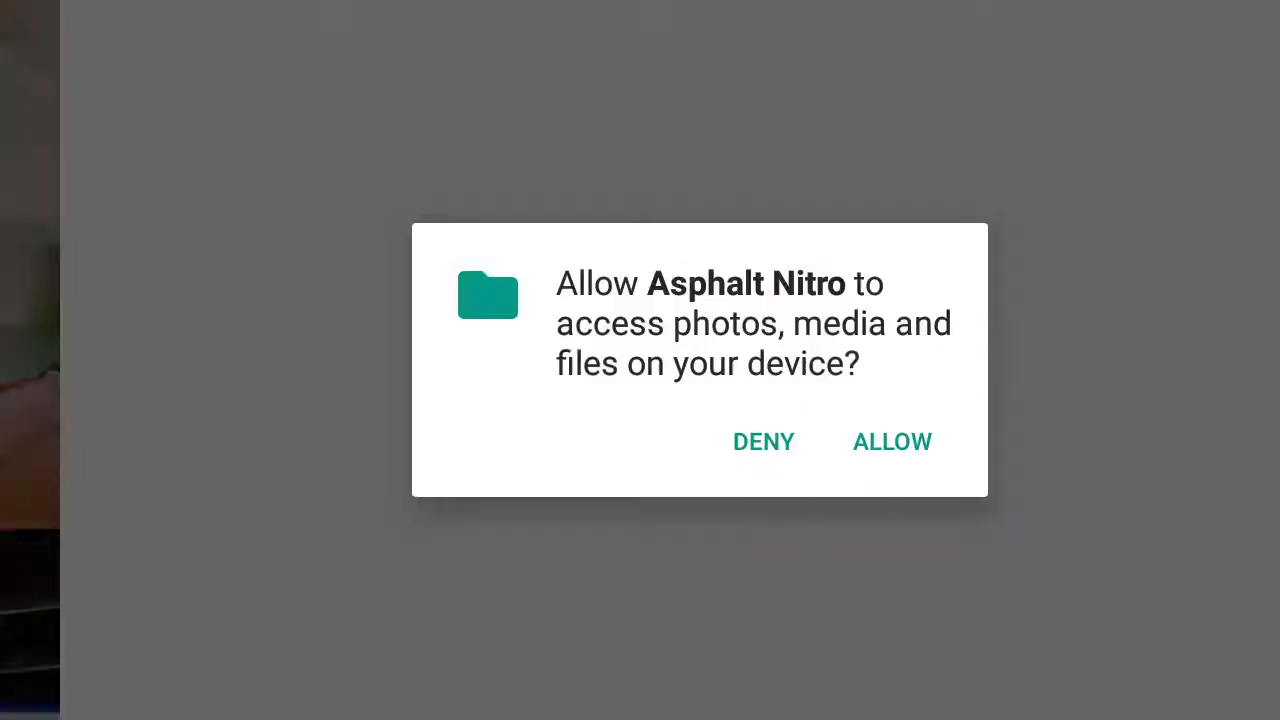 Allow Asphalt Nitro to
access photos, media and
files on your device?
DENY ALLOW